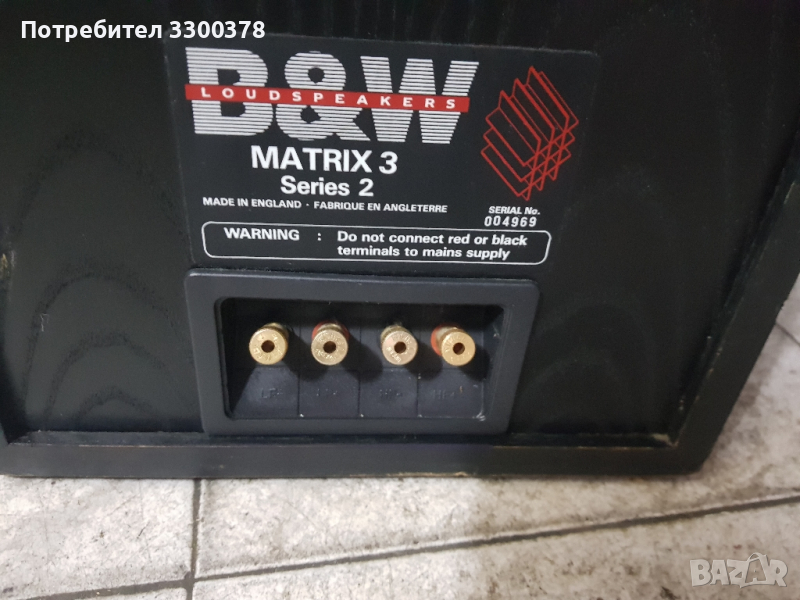 Потребител 3300378
B&W
LOUDSPEAKERS
MATRIX 3
Series 2
MADE IN ENGLAND · FABRIQUE EN ANGLETERRE
SERIAL No.
004969
WARNING : Do not connect red or black
terminals to mains supply
BAZAR